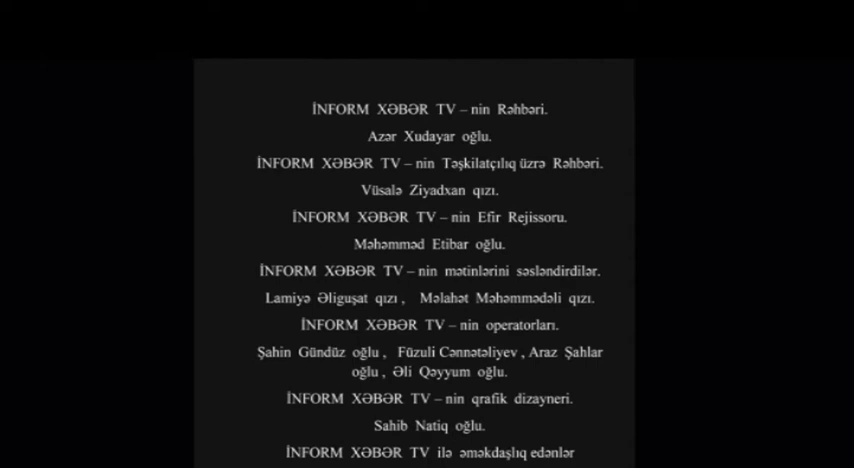 İNFORM XƏBƏR TV – nin Rəhbəri.
Azər Xudayar oğlu.
İNFORM XƏBƏR TV – nin Təşkilatçılıq üzrə Rəhbəri.
Vüsalə Ziyadxan qızı.
İNFORM XƏBƏR TV – nin Efir Rejissoru.
Məhəmməd Etibar oğlu.
İNFORM XƏBƏR TV – nin mətinlərini səsləndirdilər.
Lamiyə Əliguşat qızı , Məlahət Məhəmmədəli qızı.
İNFORM XƏBƏR TV – nin operatorları.
Şahin Gündüz oğlu , Füzuli Cənnətəliyev , Araz Şahlar
oğlu , Əli Qəyyum oğlu.
İNFORM XƏBƏR TV – nin qrafik dizayneri.
Sahib Natiq oğlu.
İNFORM XƏBƏR TV ilə əməkdaşlıq edənlər